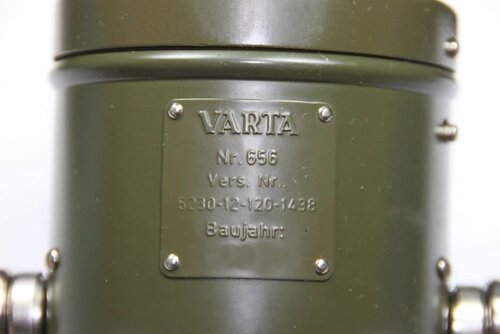 VARTA
Nr. 656
Vers. Nr.
6230-12-120-1438
Baujahr: